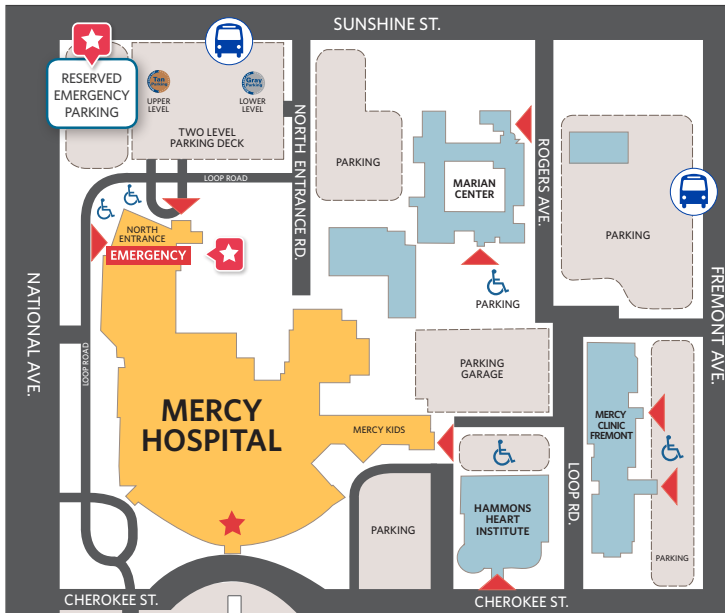 SUNSHINE ST.
RESERVED
EMERGENCY
PARKING
Tan
Parking
UPPER
LEVEL
Gray
Parking
LOWER
LEVEL
TWO LEVEL
PARKING DECK
LOOP ROAD
NORTH ENTRANCE RD.
PARKING
MARIAN
CENTER
ROGERS AVE.
PARKING
NORTH
ENTRANCE
EMERGENCY
PARKING
NATIONAL AVE.
LOOP ROAD
FREMONT AVE.
PARKING
GARAGE
MERCY
HOSPITAL
MERCY KIDS
MERCY
CLINIC
FREMONT
LOOP RD.
HAMMONS
HEART
INSTITUTE
PARKING
PARKING
CHEROKEE ST.
CHEROKEE ST.